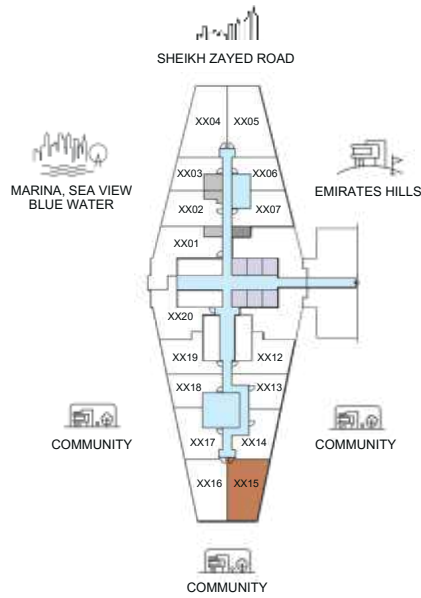 SHEIKH ZAYED ROAD
XX04 XX05
XX03 XX06
MARINA, SEA VIEW
BLUE WATER
EMIRATES HILLS
XX02 XX07
XX01
XX20
XX19 XX12
XX18 XX13
COMMUNITY
COMMUNITY
XX17 XX14
XX16 XX15
COMMUNITY